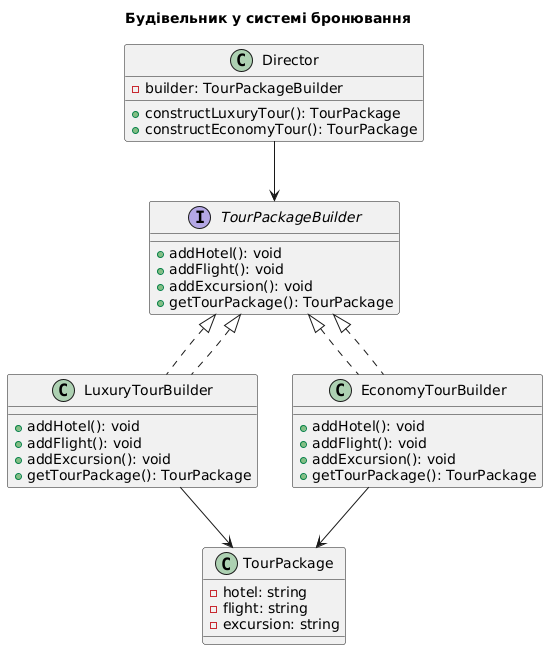 Будівельник у системі бронювання
C Director
builder: TourPackageBuilder
constructLuxuryTour(): TourPackage
constructEconomyTour(): TourPackage
I TourPackageBuilder
addHotel(): void
addFlight(): void
addExcursion(): void
getTourPackage(): TourPackage
C LuxuryTourBuilder
addHotel(): void
addFlight(): void
addExcursion(): void
getTourPackage(): TourPackage
C EconomyTourBuilder
addHotel(): void
addFlight(): void
addExcursion(): void
getTourPackage(): TourPackage
C TourPackage
hotel: string
flight: string
excursion: string